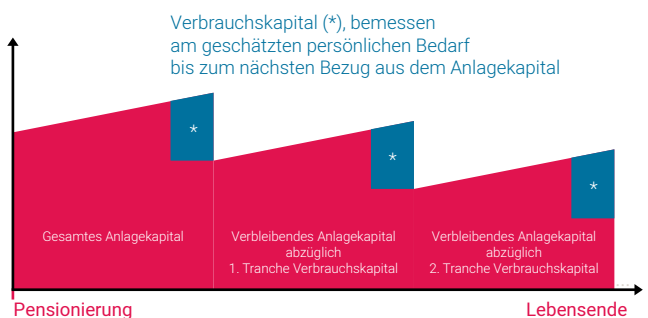 Verbrauchskapital (*), bemessen
am geschätzten persönlichen Bedarf
bis zum nächsten Bezug aus dem Anlagekapital
*
*
*
Gesamtes Anlagekapital
Verbleibendes Anlagekapital
abzüglich
1. Tranche Verbrauchskapital
Verbleibendes Anlagekapital
abzüglich
2. Tranche Verbrauchskapital
Pensionierung
Lebensende